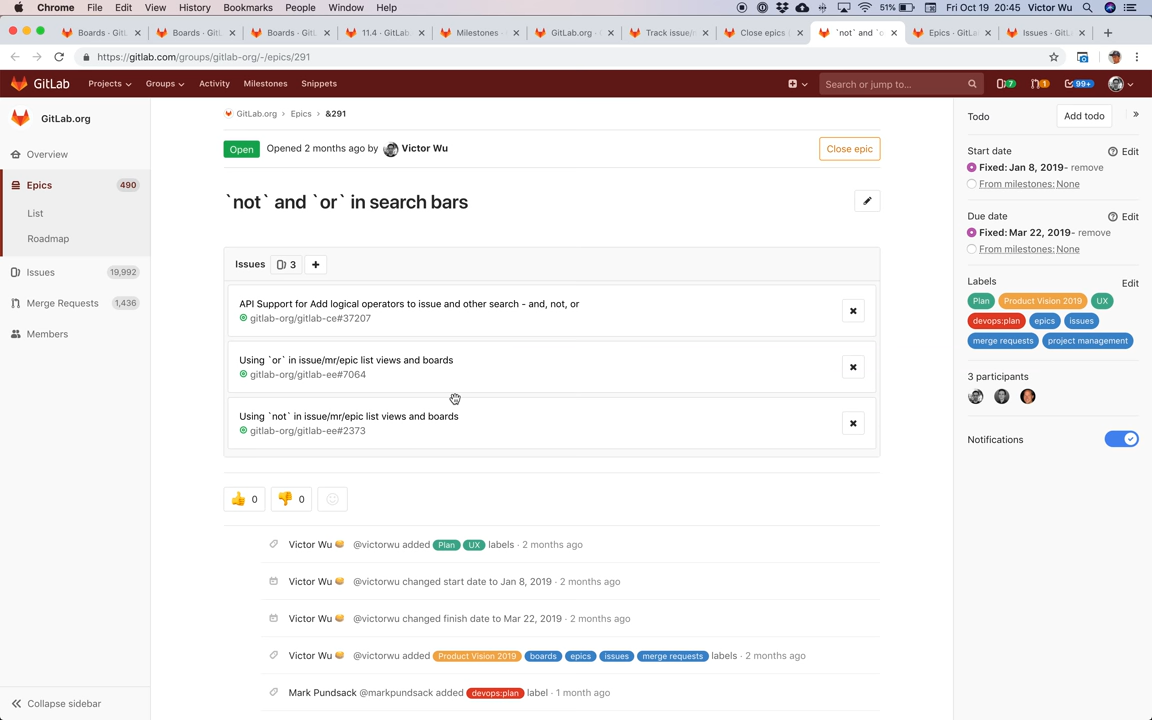 Chrome File Edit View History Bookmarks People Window Help 51% Fri Oct 19 20:45 Victor Wu
Boards · GitL Boards · GitL Boards · GitL 11.4 · GitLab. Milestones · GitLab.org · Track issue/m Close epics `not` and `o Epics · GitLa Issues · GitL
https://gitlab.com/groups/gitlab-org/-/epics/291
GitLab Projects Groups Activity Milestones Snippets Search or jump to... 7 1 99+
GitLab.org
Overview
Epics 490
List
Roadmap
Issues 19,992
Merge Requests 1,436
Members
Collapse sidebar
GitLab.org › Epics › &291
Open Opened 2 months ago by Victor Wu Close epic
`not` and `or` in search bars
Issues 3
API Support for Add logical operators to issue and other search - and, not, or
gitlab-org/gitlab-ce#37207
Using `or` in issue/mr/epic list views and boards
gitlab-org/gitlab-ee#7064
Using `not` in issue/mr/epic list views and boards
gitlab-org/gitlab-ee#2373
0 0
Victor Wu @victorwu added Plan UX labels · 2 months ago
Victor Wu @victorwu changed start date to Jan 8, 2019 · 2 months ago
Victor Wu @victorwu changed finish date to Mar 22, 2019 · 2 months ago
Victor Wu @victorwu added Product Vision 2019 boards epics issues merge requests labels · 2 months ago
Mark Pundsack @markpundsack added devops:plan label · 1 month ago
Todo Add todo »
Start date Edit
Fixed: Jan 8, 2019- remove
From milestones: None
Due date Edit
Fixed: Mar 22, 2019- remove
From milestones: None
Labels Edit
Plan Product Vision 2019 UX
devops:plan epics issues
merge requests project management
3 participants
Notifications